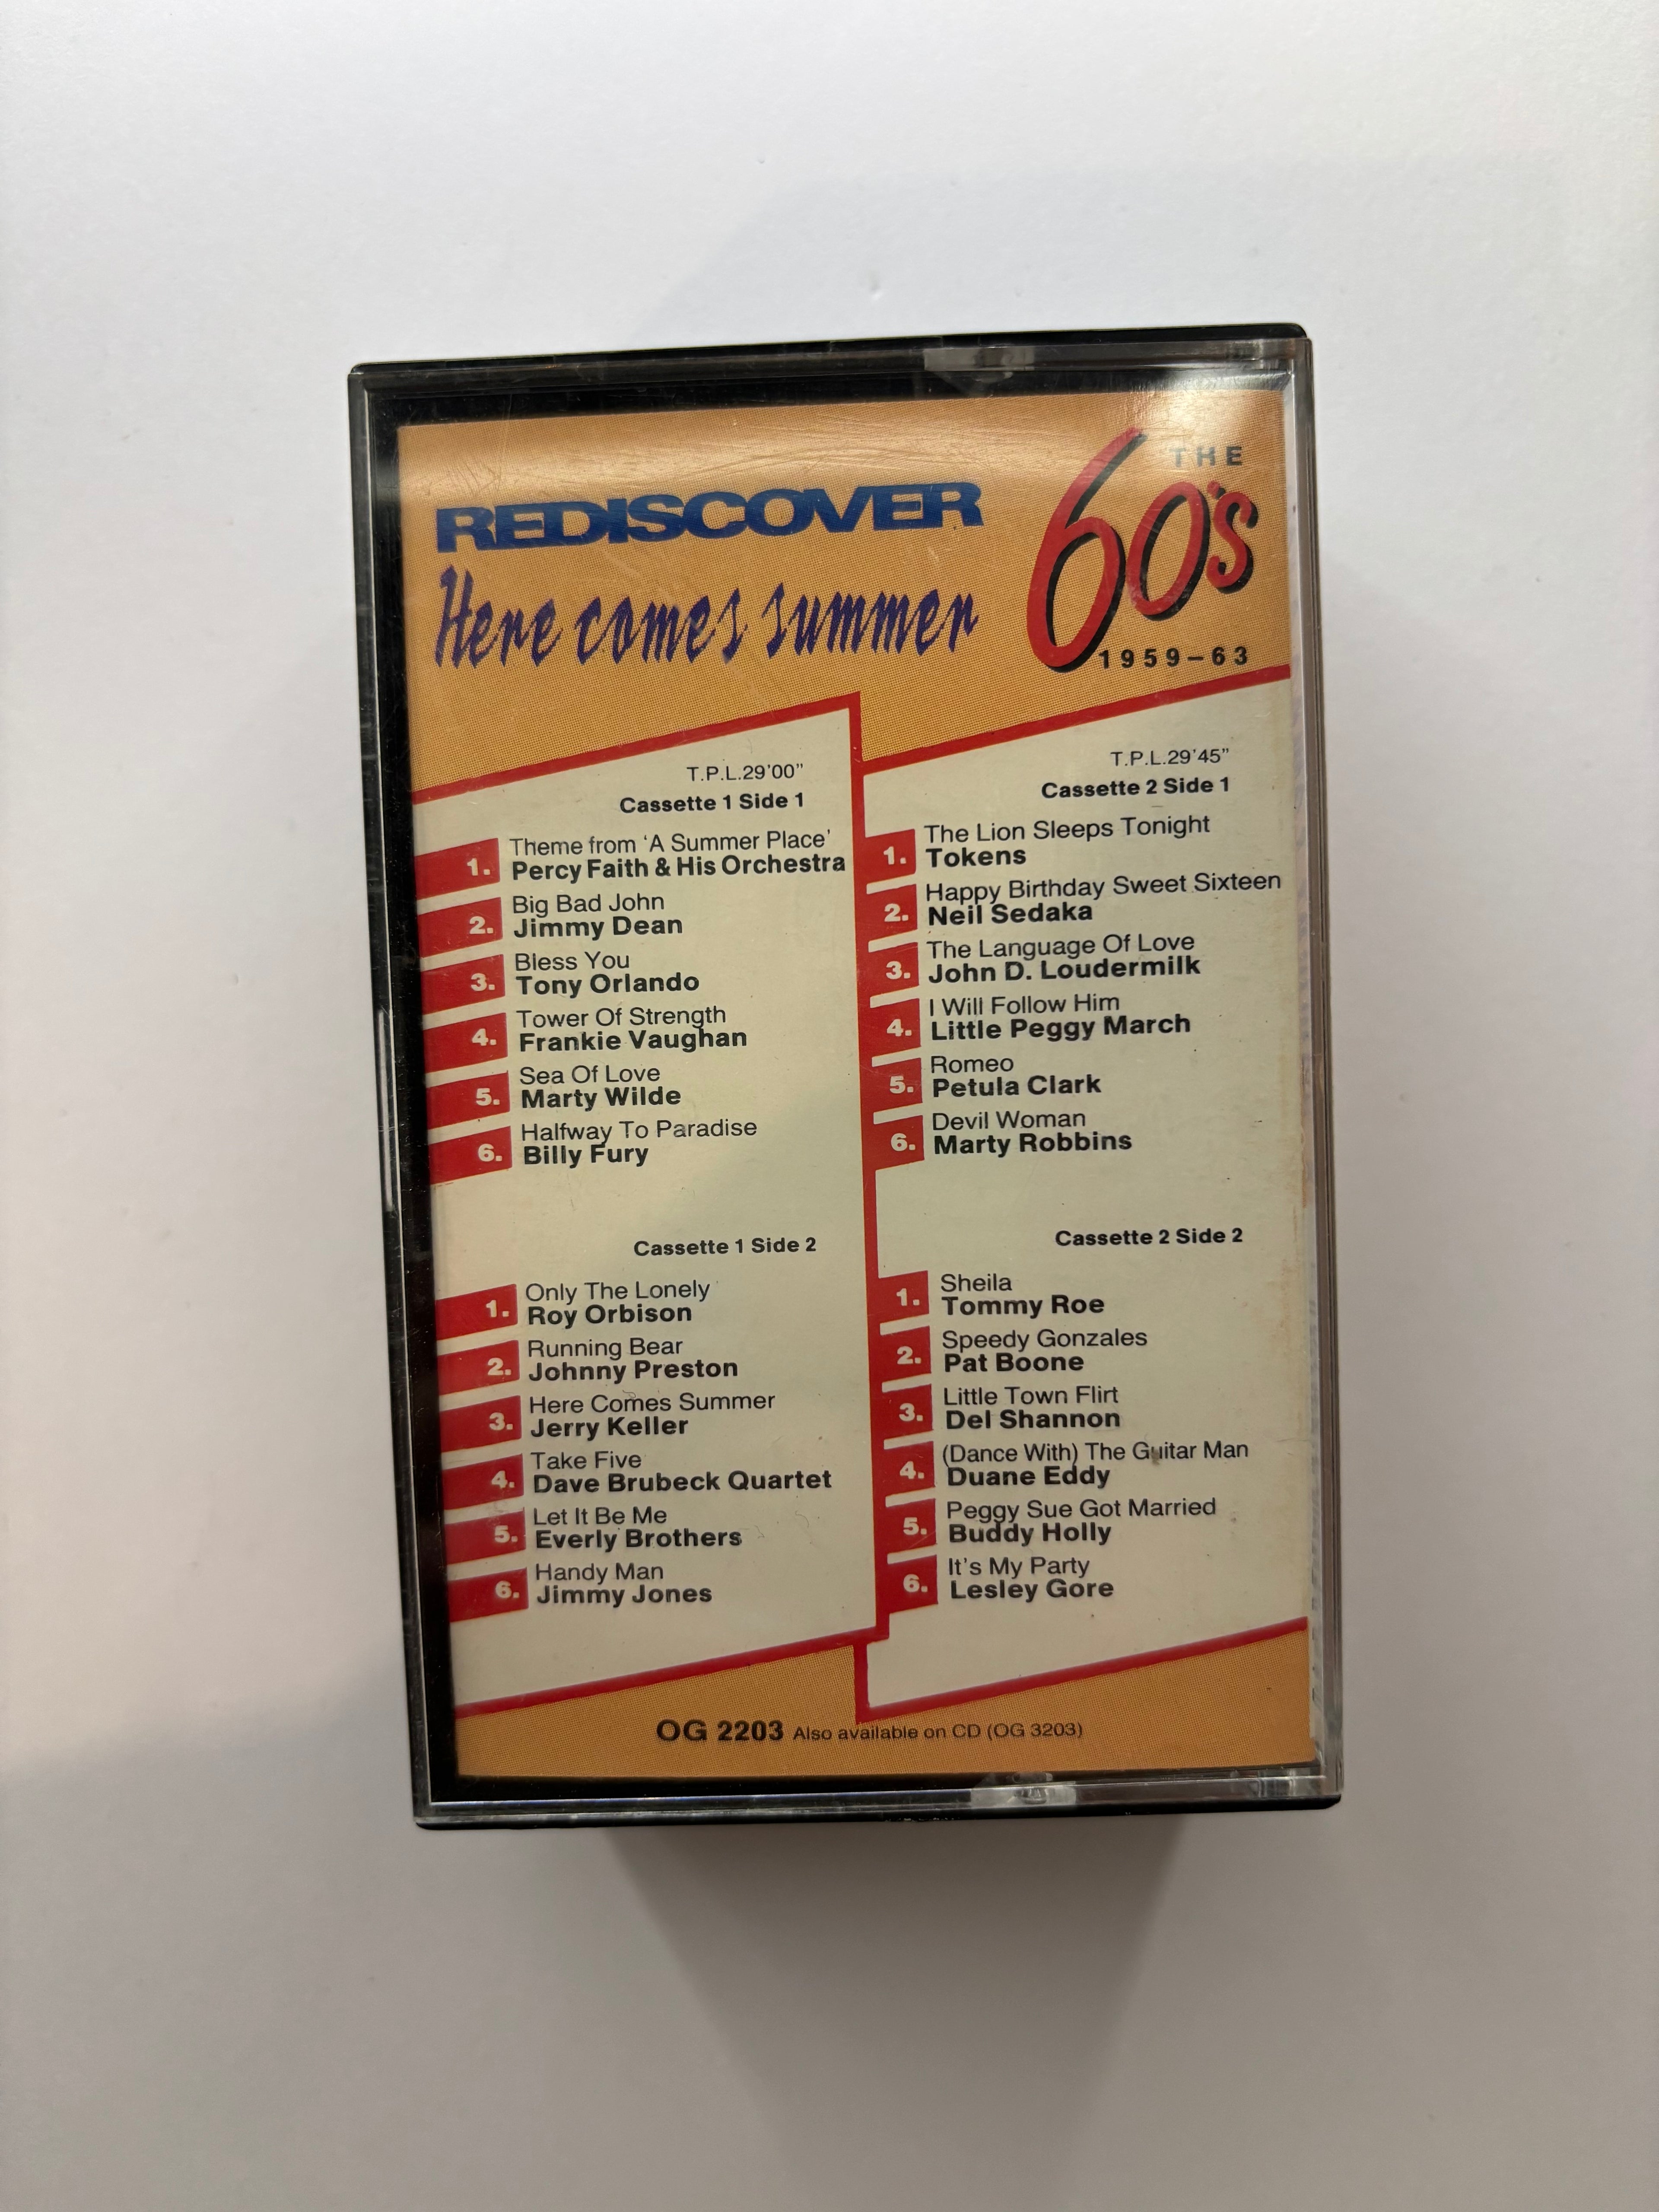 REDISCOVER
THE
60's
Here comes summer
1959–63
T.P.L.29'00”
Cassette 1 Side 1
1. Theme from ‘A Summer Place’
Percy Faith & His Orchestra
2. Big Bad John
Jimmy Dean
3. Bless You
Tony Orlando
4. Tower Of Strength
Frankie Vaughan
5. Sea Of Love
Marty Wilde
6. Halfway To Paradise
Billy Fury
Cassette 1 Side 2
1. Only The Lonely
Roy Orbison
2. Running Bear
Johnny Preston
3. Here Comes Summer
Jerry Keller
4. Take Five
Dave Brubeck Quartet
5. Let It Be Me
Everly Brothers
6. Handy Man
Jimmy Jones
T.P.L.29'45”
Cassette 2 Side 1
1. The Lion Sleeps Tonight
Tokens
2. Happy Birthday Sweet Sixteen
Neil Sedaka
3. The Language Of Love
John D. Loudermilk
4. I Will Follow Him
Little Peggy March
5. Romeo
Petula Clark
6. Devil Woman
Marty Robbins
Cassette 2 Side 2
1. Sheila
Tommy Roe
2. Speedy Gonzales
Pat Boone
3. Little Town Flirt
Del Shannon
4. (Dance With) The Guitar Man
Duane Eddy
5. Peggy Sue Got Married
Buddy Holly
6. It's My Party
Lesley Gore
OG 2203 Also available on CD (OG 3203)